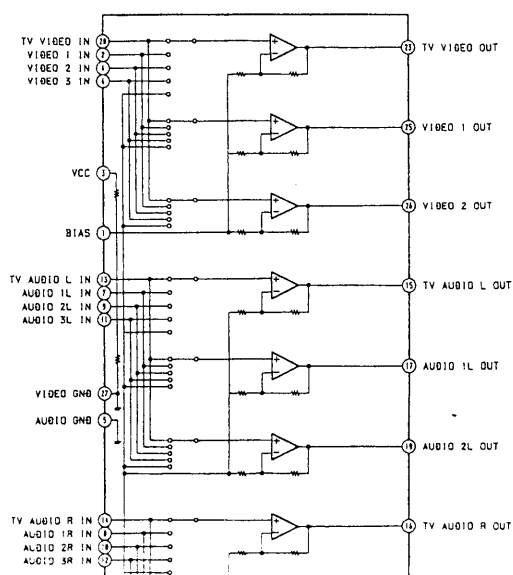 TV VIDEO IN 28
VIDEO 1 IN 2
VIDEO 2 IN 4
VIDEO 3 IN 6
VCC 3
BIAS 1
TV AUDIO L IN 13
AUDIO 1L IN 7
AUDIO 2L IN 9
AUDIO 3L IN 11
VIDEO GND 27
AUDIO GND 5
TV AUDIO R IN 14
AUDIO 1R IN 8
AUDIO 2R IN 10
AUDIO 3R IN 12
23 TV VIDEO OUT
25 VIDEO 1 OUT
26 VIDEO 2 OUT
15 TV AUDIO L OUT
17 AUDIO 1L OUT
19 AUDIO 2L OUT
16 TV AUDIO R OUT